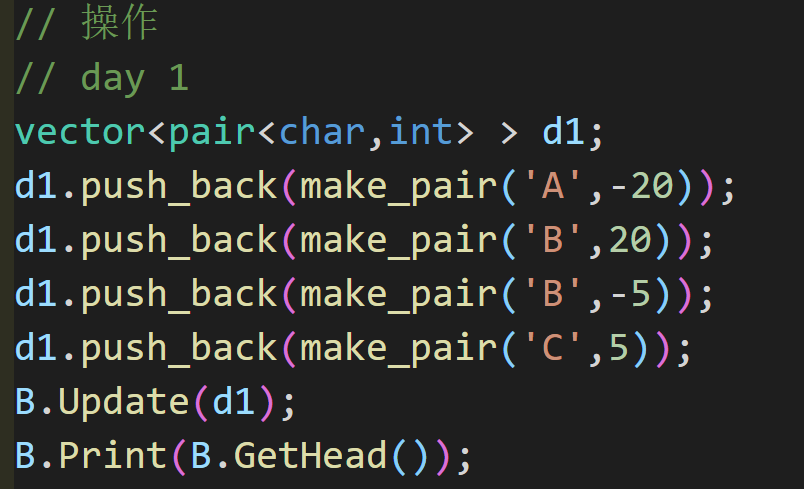 // 操作
// day 1
vector<pair<char,int> > d1;
d1.push_back(make_pair('A',-20));
d1.push_back(make_pair('B',20));
d1.push_back(make_pair('B',-5));
d1.push_back(make_pair('C',5));
B.Update(d1);
B.Print(B.GetHead());